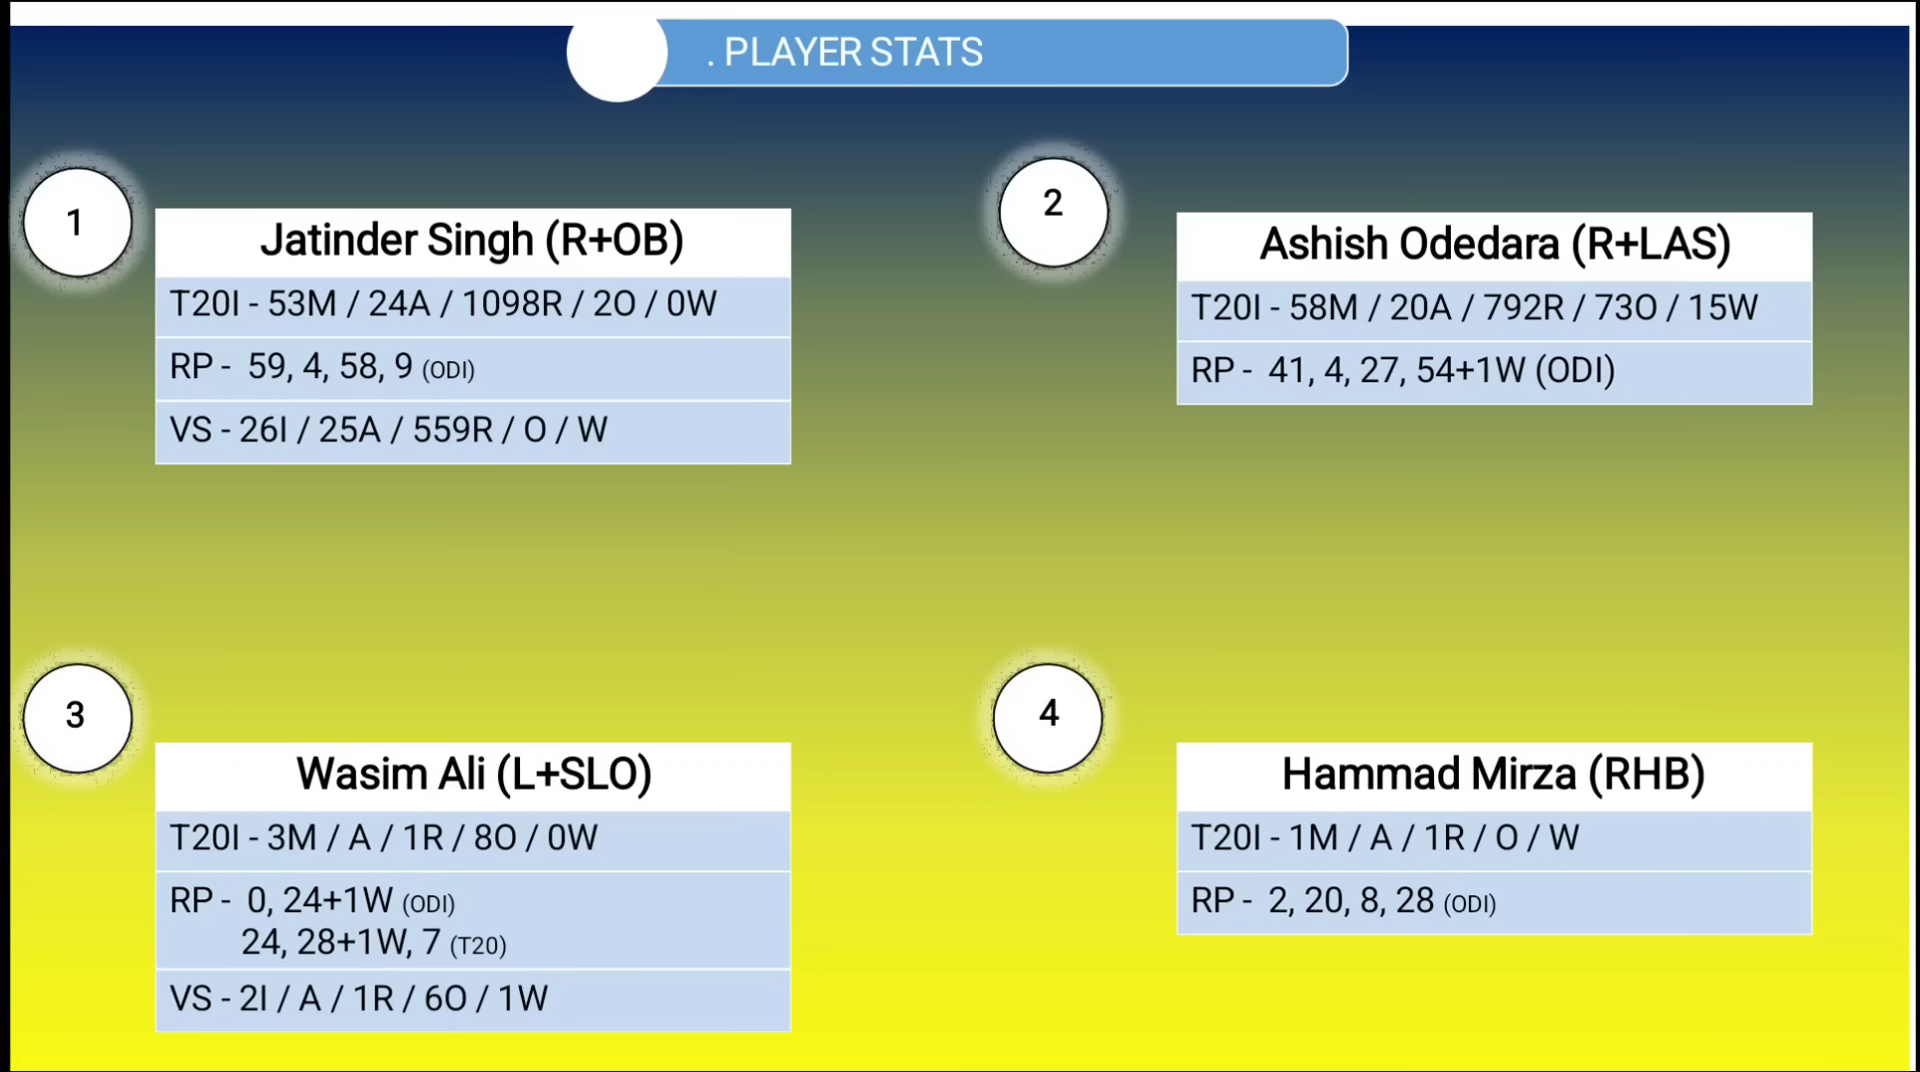 . PLAYER STATS
1
Jatinder Singh (R+OB)
T20I - 53M / 24A / 1098R / 2O / 0W
RP - 59, 4, 58, 9 (ODI)
VS - 26I / 25A / 559R / O / W
2
Ashish Odedara (R+LAS)
T20I - 58M / 20A / 792R / 73O / 15W
RP - 41, 4, 27, 54+1W (ODI)
3
Wasim Ali (L+SLO)
T20I - 3M / A / 1R / 8O / 0W
RP - 0, 24+1W (ODI)
24, 28+1W, 7 (T20)
VS - 2I / A / 1R / 6O / 1W
4
Hammad Mirza (RHB)
T20I - 1M / A / 1R / O / W
RP - 2, 20, 8, 28 (ODI)